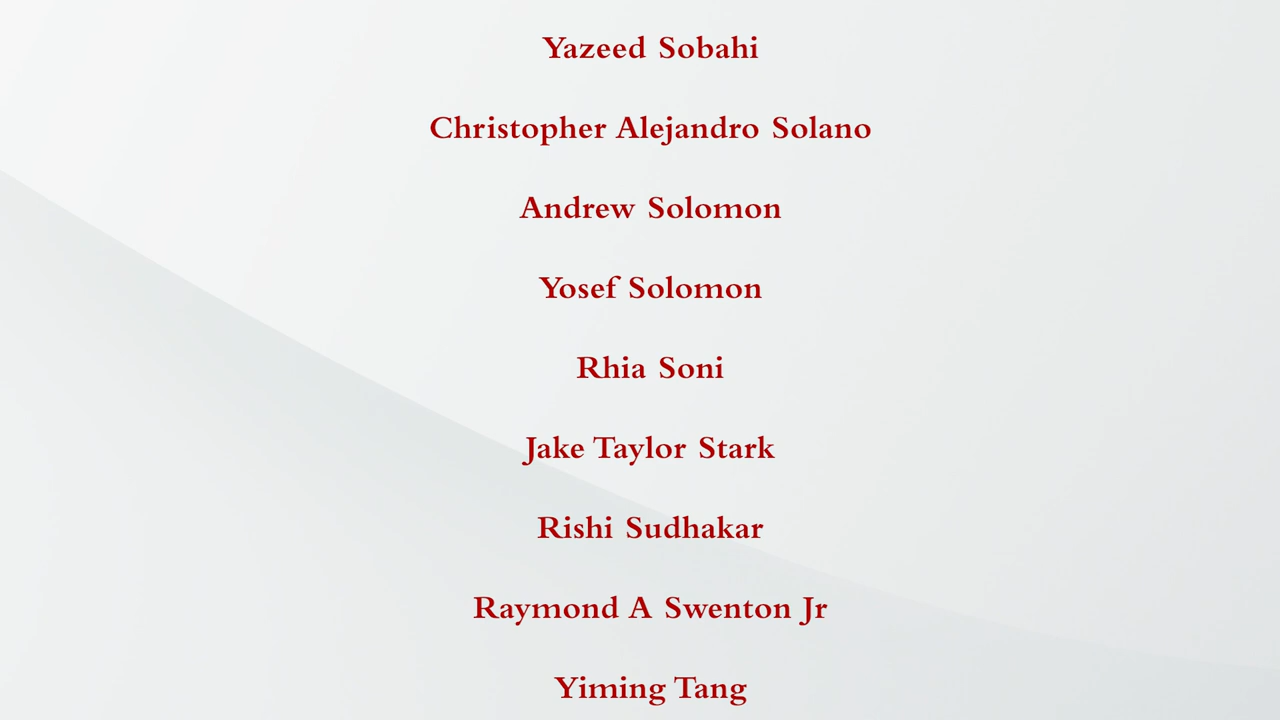 Yazeed Sobahi
Christopher Alejandro Solano
Andrew Solomon
Yosef Solomon
Rhia Soni
Jake Taylor Stark
Rishi Sudhakar
Raymond A Swenton Jr
Yiming Tang